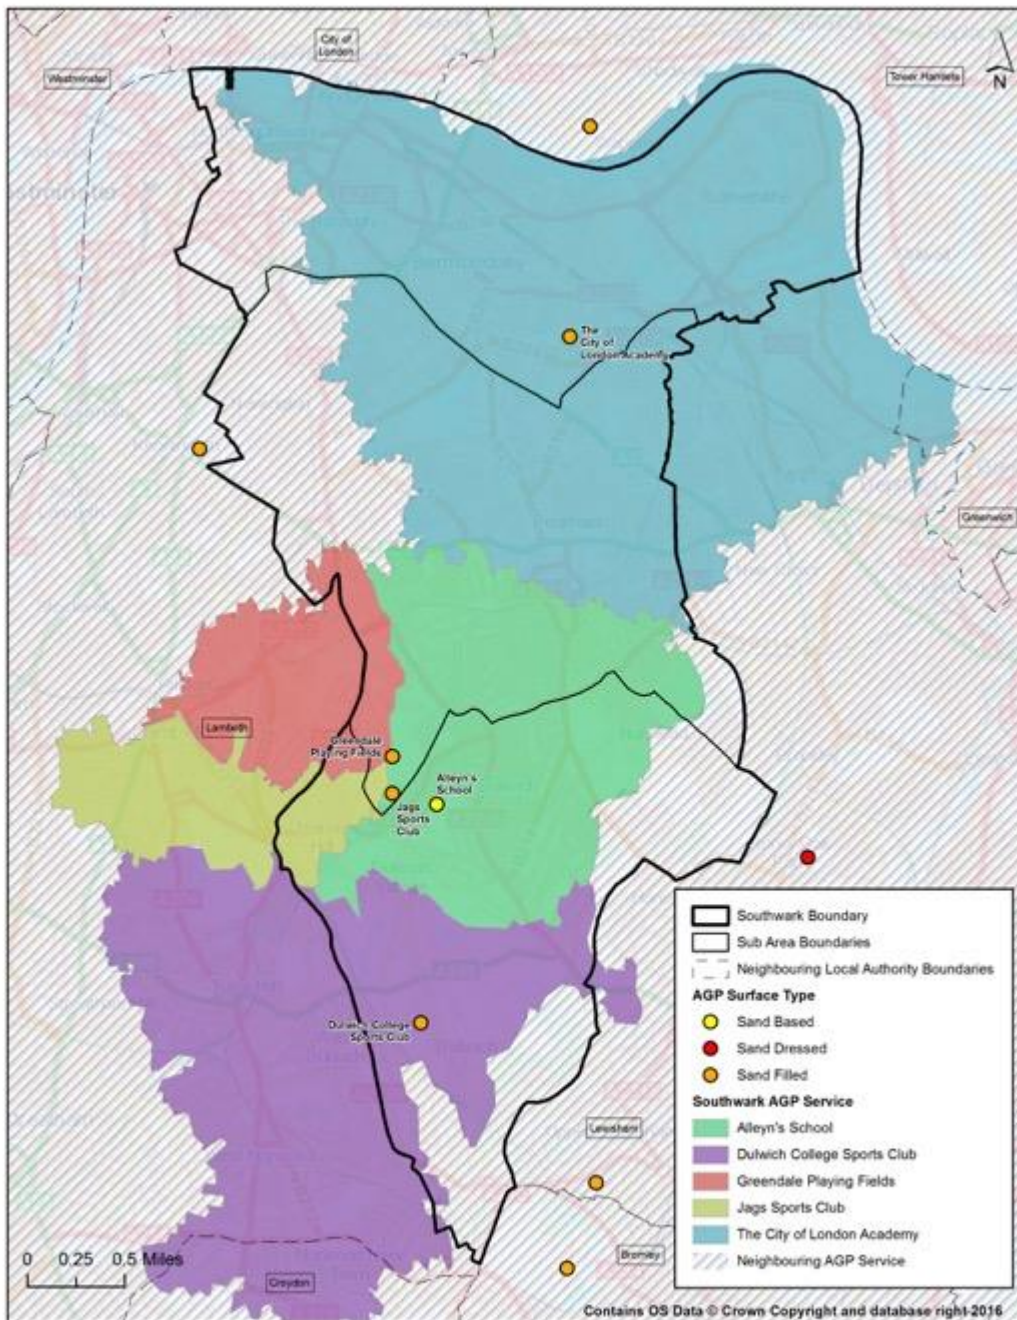 City of
London
Westminster
Tower Hamlets
N
The
City of
London Academy
Greenwich
Lambeth
Greendale
Playing Fields
Alleyn's
School
Jags
Sports
Club
Southwark Boundary
Sub Area Boundaries
Neighbouring Local Authority Boundaries
AGP Surface Type
Sand Based
Sand Dressed
Sand Filled
Southwark AGP Service
Alleyn's School
Dulwich College Sports Club
Greendale Playing Fields
Jags Sports Club
The City of London Academy
Neighbouring AGP Service
Dulwich College
Sports Club
Lewisham
Bromley
Croydon
0 0.25 0.5 Miles
Contains OS Data © Crown Copyright and database right 2016